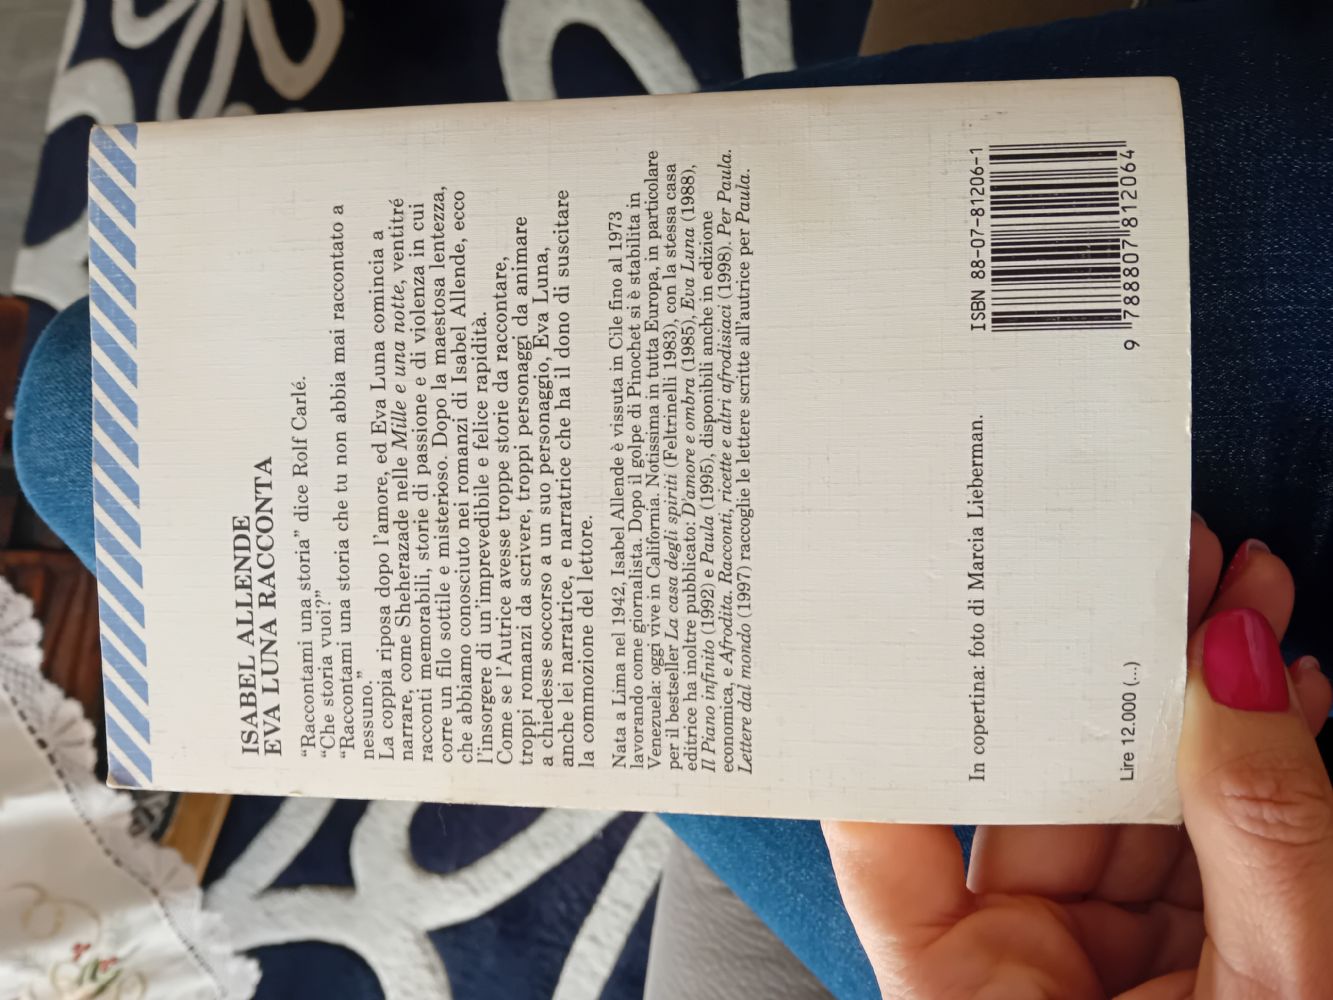 ISABEL ALLENDE
EVA LUNA RACCONTA
“Raccontami una storia” dice Rolf Carlé.
“Che storia vuoi?”
“Raccontami una storia che tu non abbia mai raccontato a
nessuno.”
La coppia riposa dopo l'amore, ed Eva Luna comincia a
narrare, come Sheherazade nelle Mille e una notte, ventitré
racconti memorabili, storie di passione e di violenza in cui
corre un filo sottile e misterioso. Dopo la maestosa lentezza,
che abbiamo conosciuto nei romanzi di Isabel Allende, ecco
l'insorgere di un'imprevedibile e felice rapidità.
Come se l'Autrice avesse troppe storie da raccontare,
troppi romanzi da scrivere, troppi personaggi da animare
a chiedesse soccorso a un suo personaggio, Eva Luna,
anche lei narratrice, e narratrice che ha il dono di suscitare
la commozione del lettore.
Nata a Lima nel 1942, Isabel Allende è vissuta in Cile fino al 1973
lavorando come giornalista. Dopo il golpe di Pinochet si è stabilita in
Venezuela: oggi vive in California. Notissima in tutta Europa, in particolare
per il bestseller La casa degli spiriti (Feltrinelli 1983), con la stessa casa
editrice ha inoltre pubblicato: D'amore e ombra (1985), Eva Luna (1988),
Il Piano infinito (1992) e Paula (1995), disponibili anche in edizione
economica, e Afrodita. Racconti, ricette e altri afrodisiaci (1998). Per Paula.
Lettere dal mondo (1997) raccoglie le lettere scritte all'autrice per Paula.
In copertina: foto di Marcia Lieberman.
ISBN 88-07-81206-1
9 788807 812064
Lire 12.000 (...)